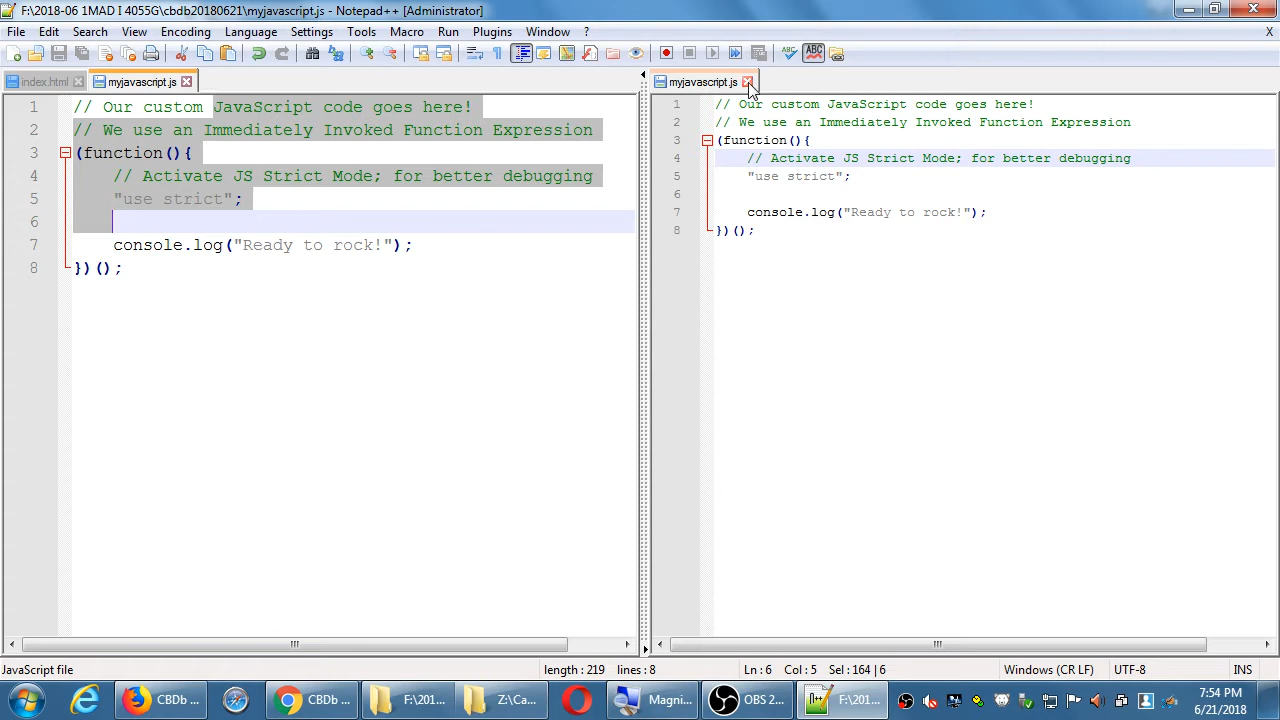 F:\2018-06 1MAD I 4055G\cbdb20180621\myjavascript.js - Notepad++ [Administrator]
File Edit Search View Encoding Language Settings Tools Macro Run Plugins Window ? X
index.html myjavascript.js
1 // Our custom JavaScript code goes here!
2 // We use an Immediately Invoked Function Expression
3 (function(){
4 // Activate JS Strict Mode; for better debugging
5 "use strict";
6
7 console.log("Ready to rock!");
8 })();
myjavascript.js
1 // Our custom JavaScript code goes here!
2 // We use an Immediately Invoked Function Expression
3 (function(){
4 // Activate JS Strict Mode; for better debugging
5 "use strict";
6
7 console.log("Ready to rock!");
8 })();
JavaScript file length : 219 lines : 8 Ln : 6 Col : 5 Sel : 164 | 6 Windows (CR LF) UTF-8 INS
CBDb ... CBDb ... F:\201... Z:\Ca... Magni... OBS 2... F:\201...
7:54 PM
6/21/2018